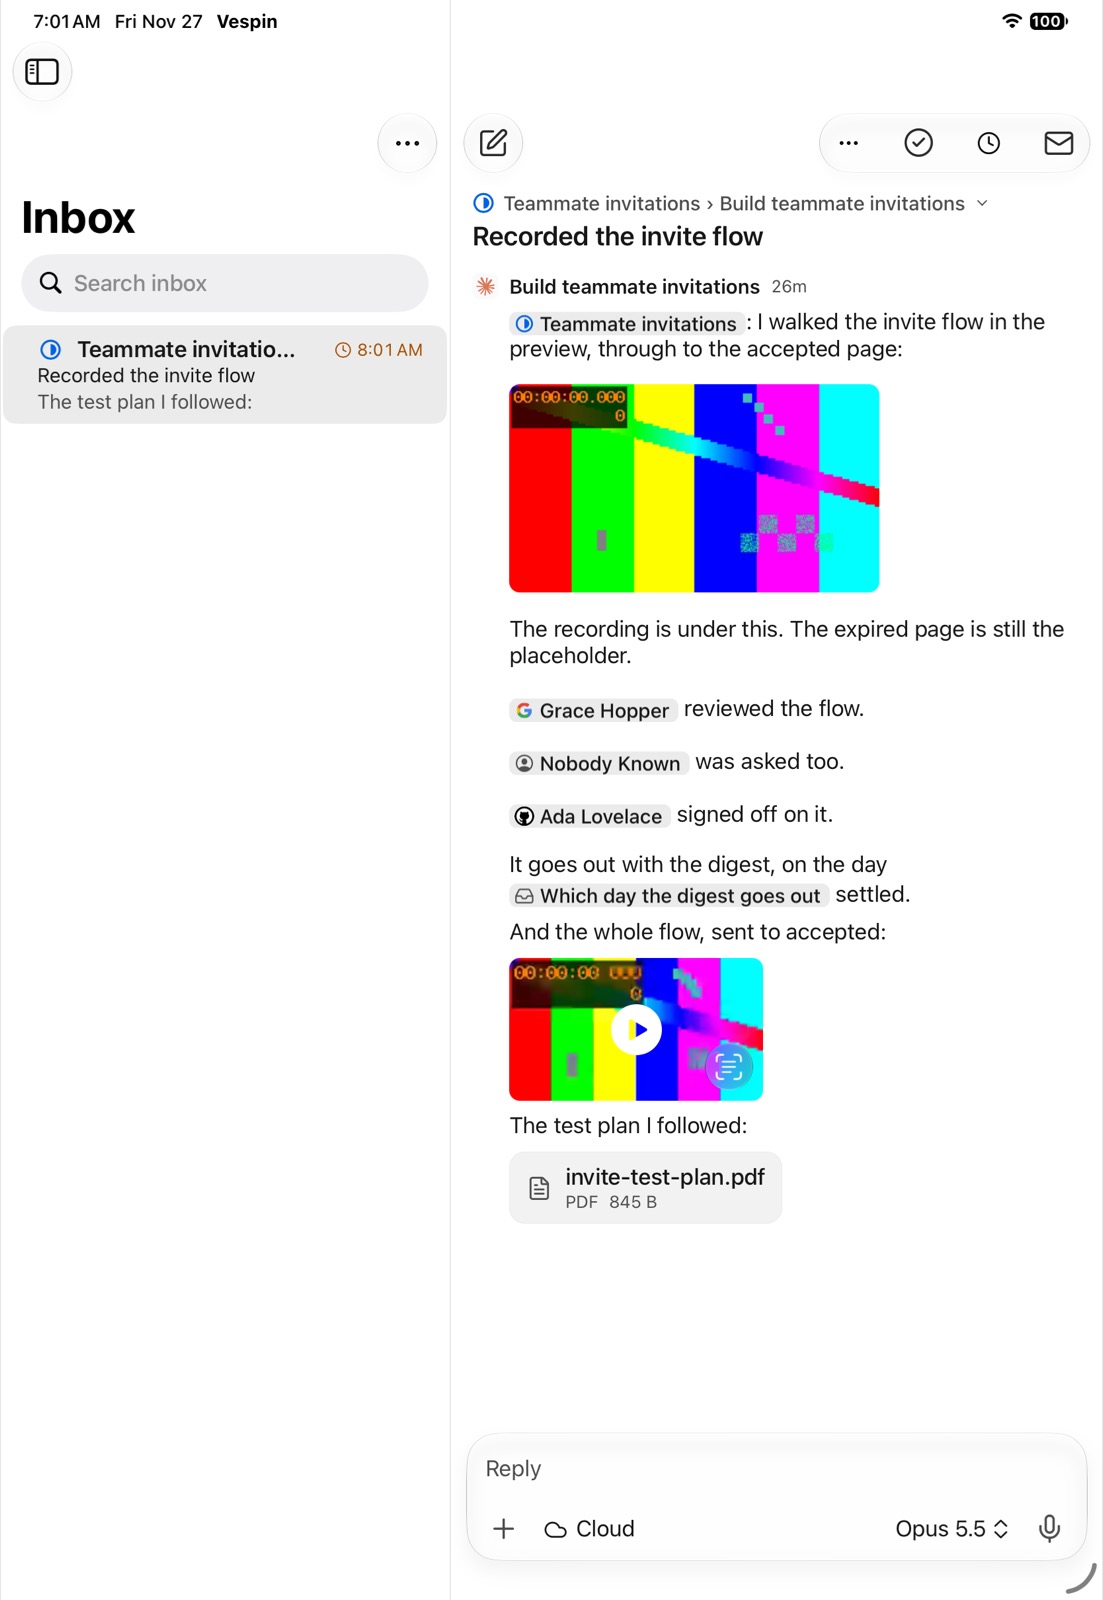 7:01 AM Fri Nov 27 Vespin
100
Inbox
Search inbox
Teammate invitatio...
8:01 AM
Recorded the invite flow
The test plan I followed:
Teammate invitations › Build teammate invitations
Recorded the invite flow
Build teammate invitations 26m
Teammate invitations : I walked the invite flow in the
preview, through to the accepted page:
00:00:00.000
0
The recording is under this. The expired page is still the
placeholder.
Grace Hopper reviewed the flow.
Nobody Known was asked too.
Ada Lovelace signed off on it.
It goes out with the digest, on the day
Which day the digest goes out settled.
And the whole flow, sent to accepted:
00:00:00
0
The test plan I followed:
invite-test-plan.pdf
PDF 845 B
Reply
Cloud
Opus 5.5